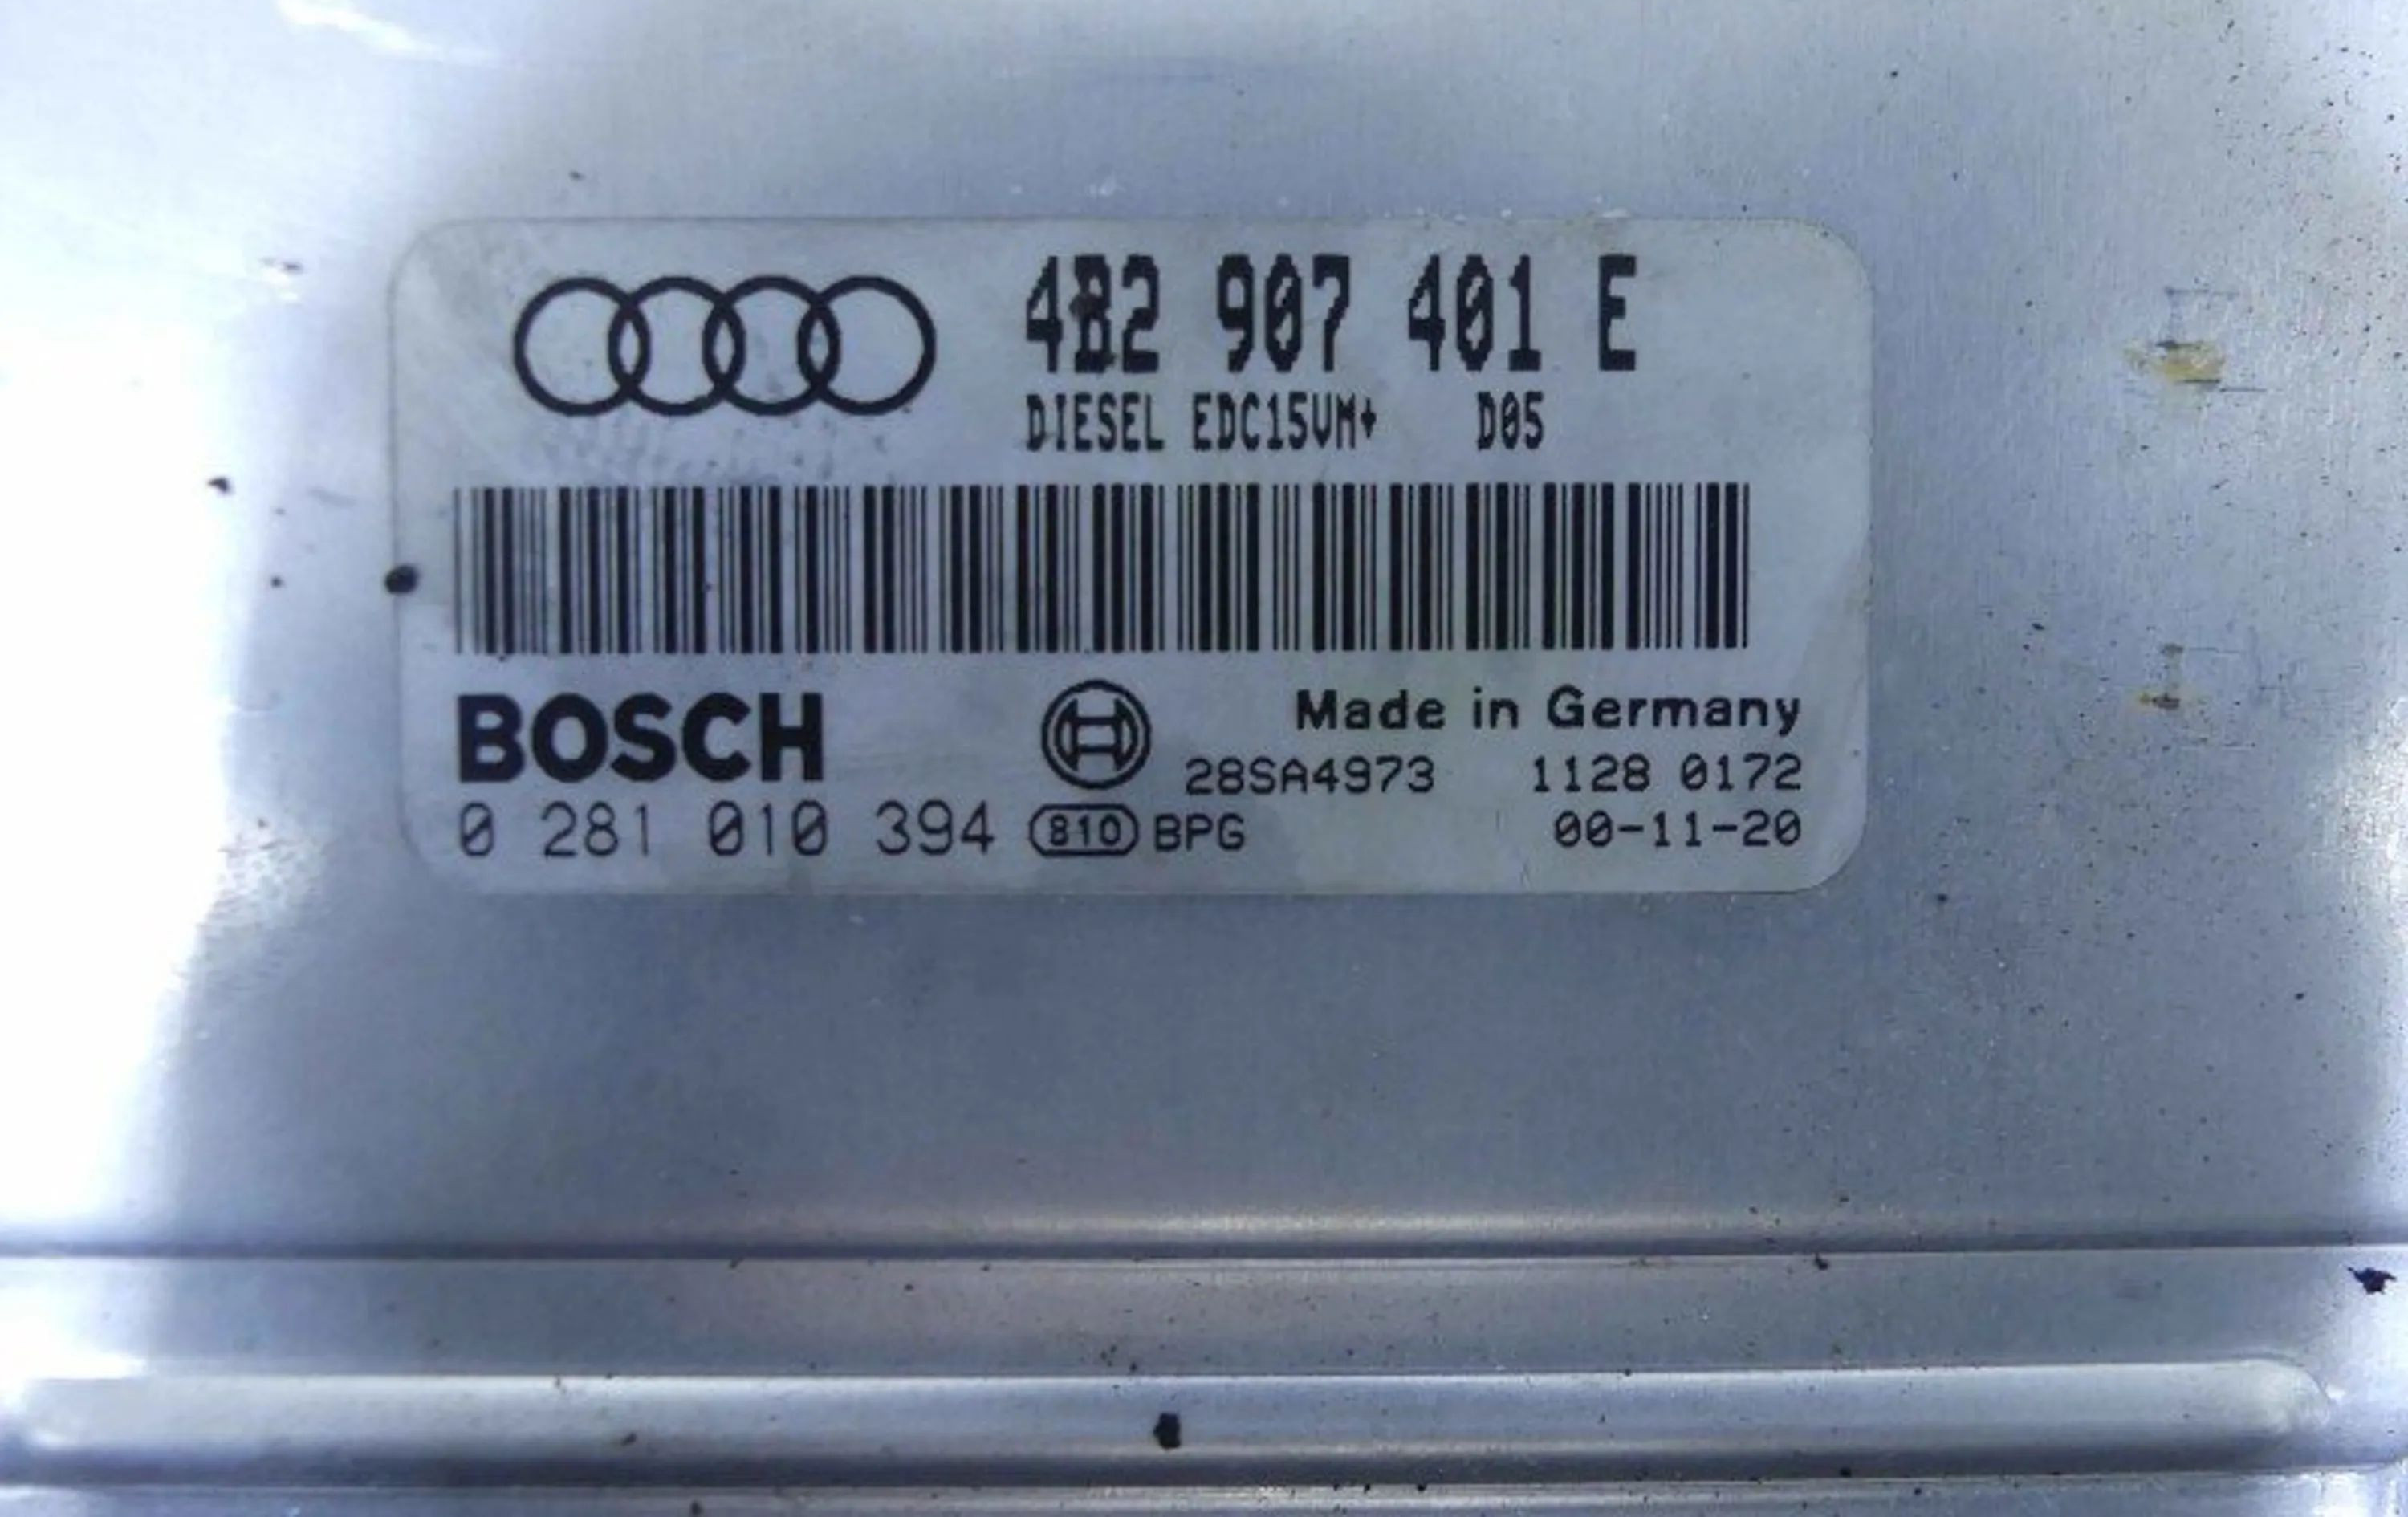 4B2 907 401 E
DIESEL EDC15VM+ D05
BOSCH
Made in Germany
28SA4973 1128 0172
0 281 010 394 810 BPG 00-11-20